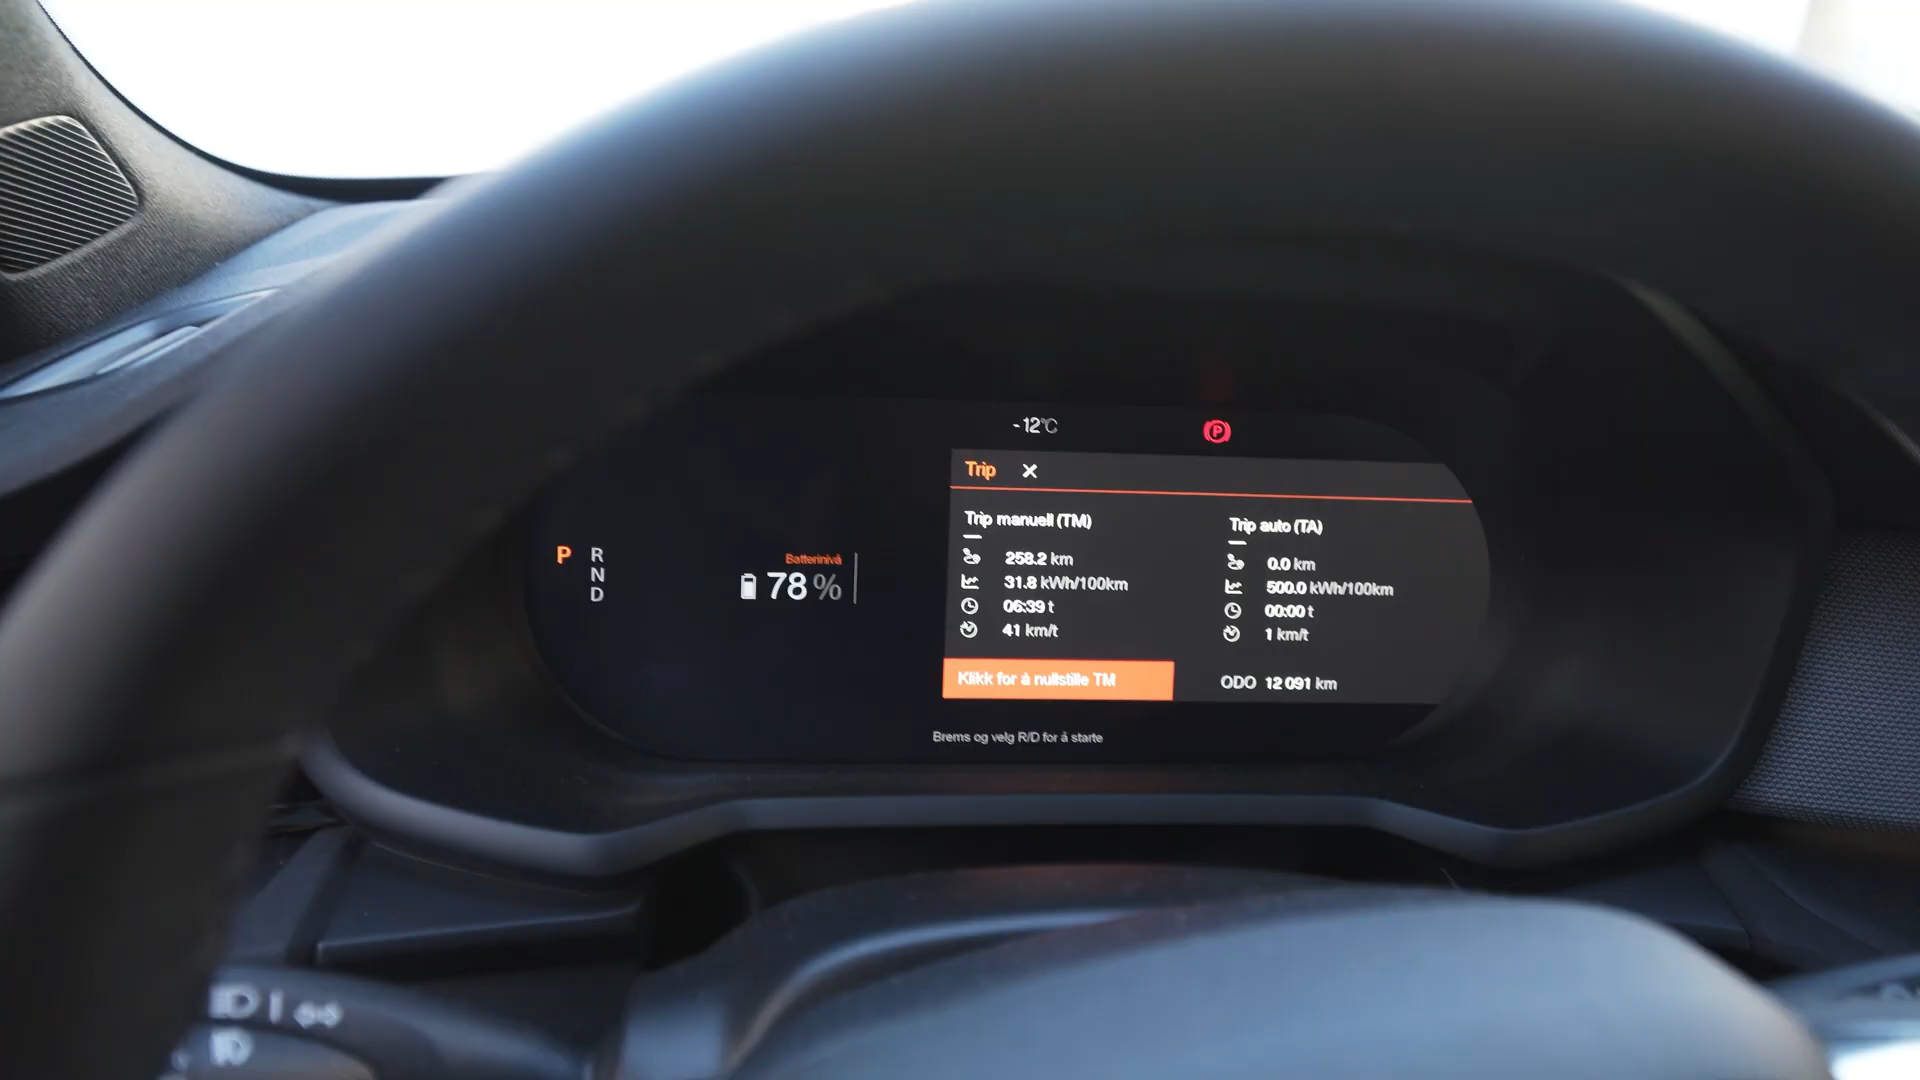 -12°C
P
Trip
Trip manuell (TM)
258.2 km
31.8 kWh/100km
06:39 t
41 km/t
Klikk for å nullstille TM
Trip auto (TA)
0.0 km
500.0 kWh/100km
00:00 t
1 km/t
ODO 12 091 km
P R
N
D
Batterinivå
78 %
Brems og velg R/D for å starte